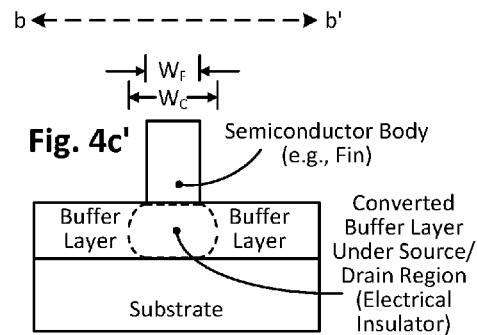 b b'
W_F
W_C
Fig. 4c'
Semiconductor Body
(e.g., Fin)
Buffer
Layer
Buffer
Layer
Converted
Buffer Layer
Under Source/
Drain Region
(Electrical
Insulator)
Substrate